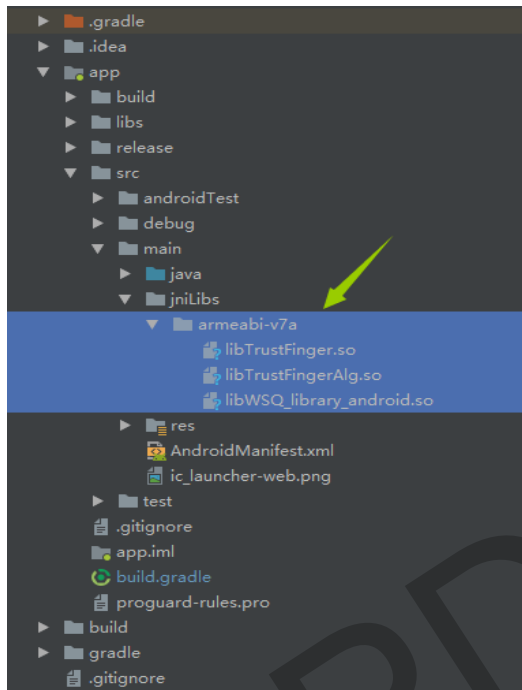 .gradle
.idea
app
build
libs
release
src
androidTest
debug
main
java
jniLibs
armeabi-v7a
libTrustFinger.so
libTrustFingerAlg.so
libWSQ_library_android.so
res
AndroidManifest.xml
ic_launcher-web.png
test
.gitignore
app.iml
build.gradle
proguard-rules.pro
build
gradle
.gitignore